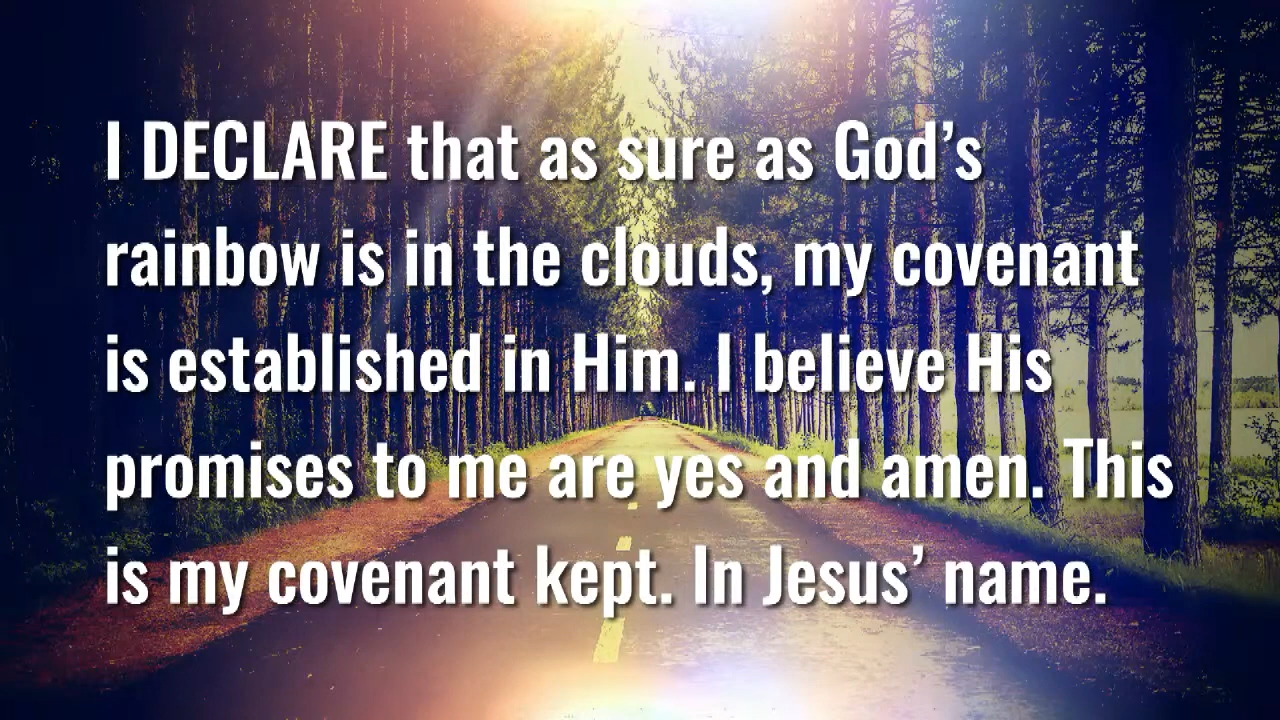 I DECLARE that as sure as God’s
rainbow is in the clouds, my covenant
is established in Him. I believe His
promises to me are yes and amen. This
is my covenant kept. In Jesus’ name.